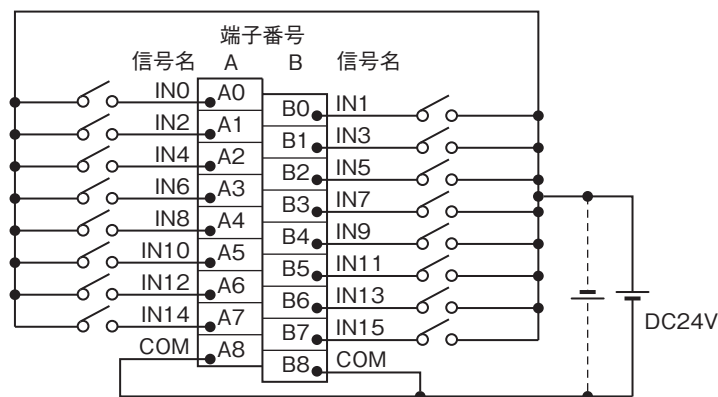 端子番号
信号名 A B 信号名
IN0 A0
B0 IN1
IN2 A1
B1 IN3
IN4 A2
B2 IN5
IN6 A3
B3 IN7
IN8 A4
B4 IN9
IN10 A5
B5 IN11
IN12 A6
B6 IN13
IN14 A7
B7 IN15
DC24V
COM A8
B8 COM